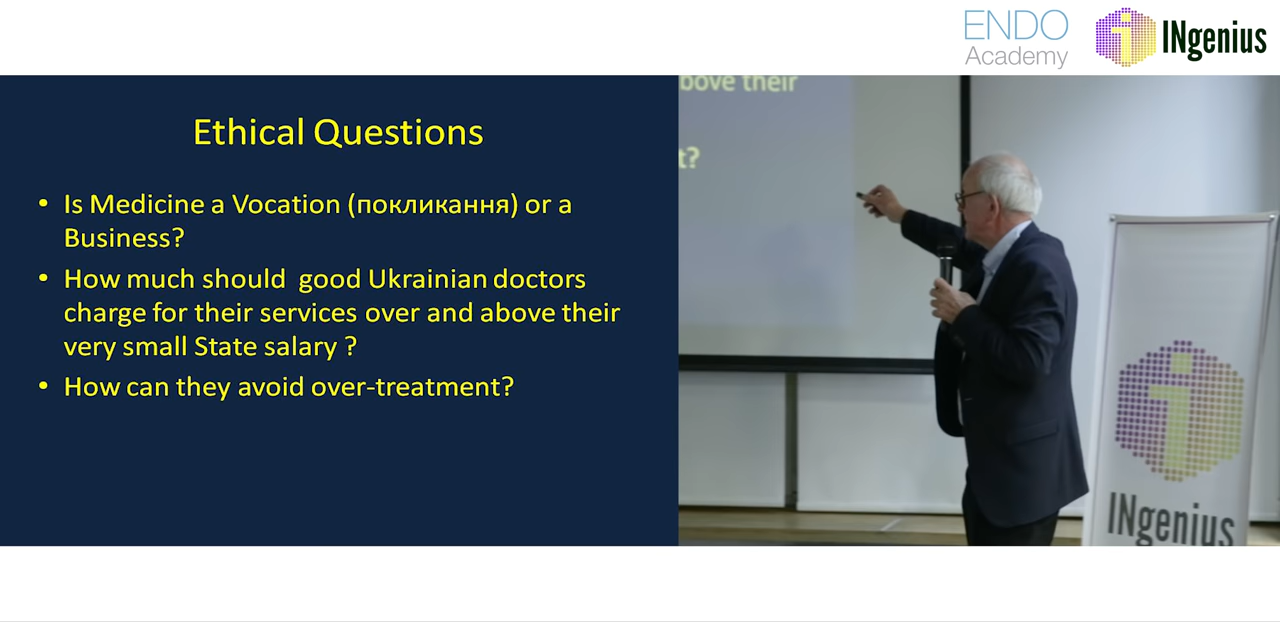 ENDO
Academy
INgenius
Ethical Questions
• Is Medicine a Vocation (покликання) or a
Business?
• How much should  good Ukrainian doctors
charge for their services over and above their
very small State salary ?
• How can they avoid over-treatment?
bove their
t?
INgenius